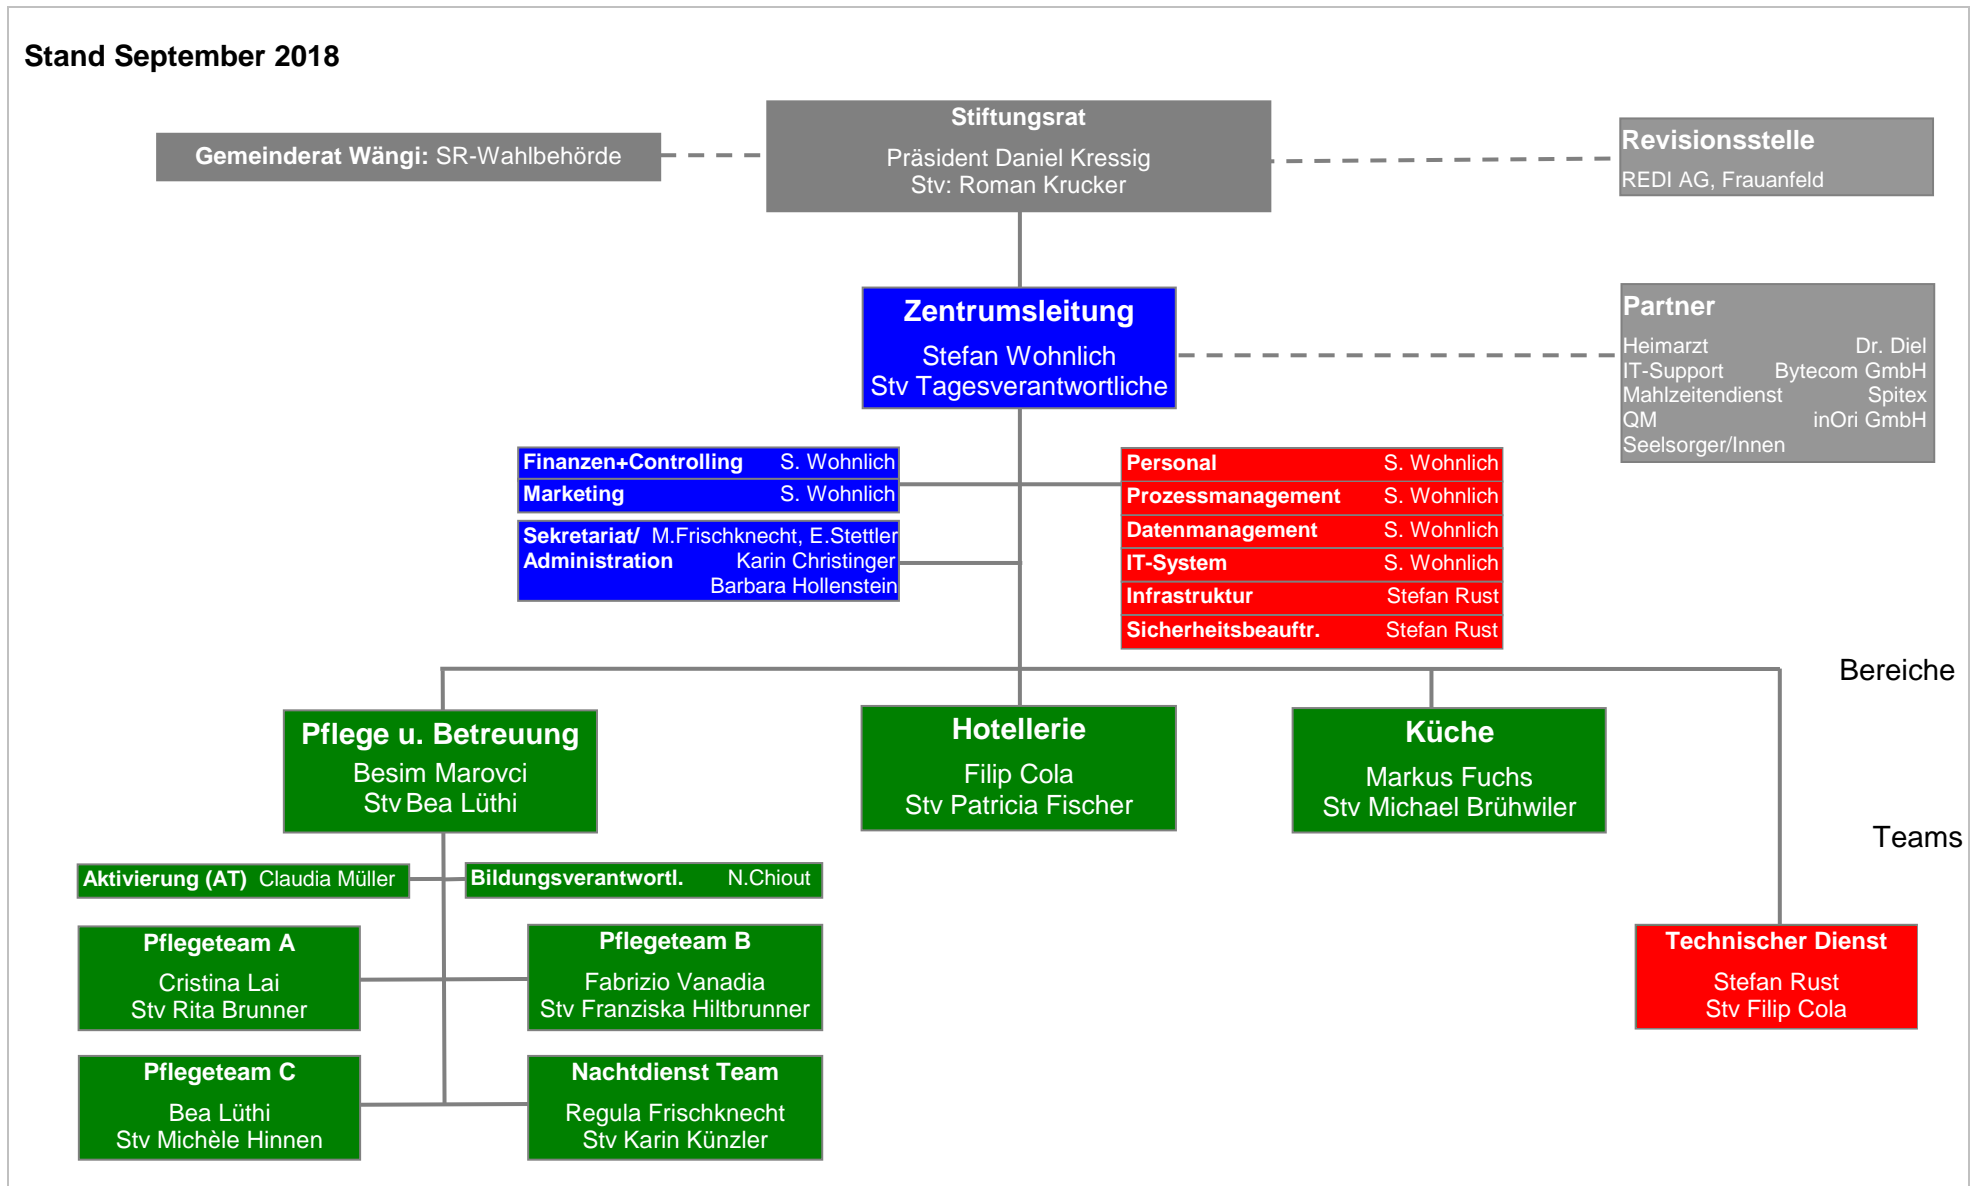 Stand September 2018
Stiftungsrat
Präsident Daniel Kressig
Stv: Roman Krucker
Gemeinderat Wängi: SR-Wahlbehörde
Revisionsstelle
REDI AG, Frauanfeld
Zentrumsleitung
Stefan Wohnlich
Stv Tagesverantwortliche
Partner
Heimarzt Dr. Diel
IT-Support Bytecom GmbH
Mahlzeitendienst Spitex
QM inOri GmbH
Seelsorger/Innen
Finanzen+Controlling S. Wohnlich
Marketing S. Wohnlich
Sekretariat/ M.Frischknecht, E.Stettler
Administration Karin Christinger
Barbara Hollenstein
Personal S. Wohnlich
Prozessmanagement S. Wohnlich
Datenmanagement S. Wohnlich
IT-System S. Wohnlich
Infrastruktur Stefan Rust
Sicherheitsbeauftr. Stefan Rust
Bereiche
Pflege u. Betreuung
Besim Marovci
Stv Bea Lüthi
Hotellerie
Filip Cola
Stv Patricia Fischer
Küche
Markus Fuchs
Stv Michael Brühwiler
Teams
Aktivierung (AT) Claudia Müller
Bildungsverantwortl. N.Chiout
Pflegeteam A
Cristina Lai
Stv Rita Brunner
Pflegeteam B
Fabrizio Vanadia
Stv Franziska Hiltbrunner
Technischer Dienst
Stefan Rust
Stv Filip Cola
Pflegeteam C
Bea Lüthi
Stv Michèle Hinnen
Nachtdienst Team
Regula Frischknecht
Stv Karin Künzler